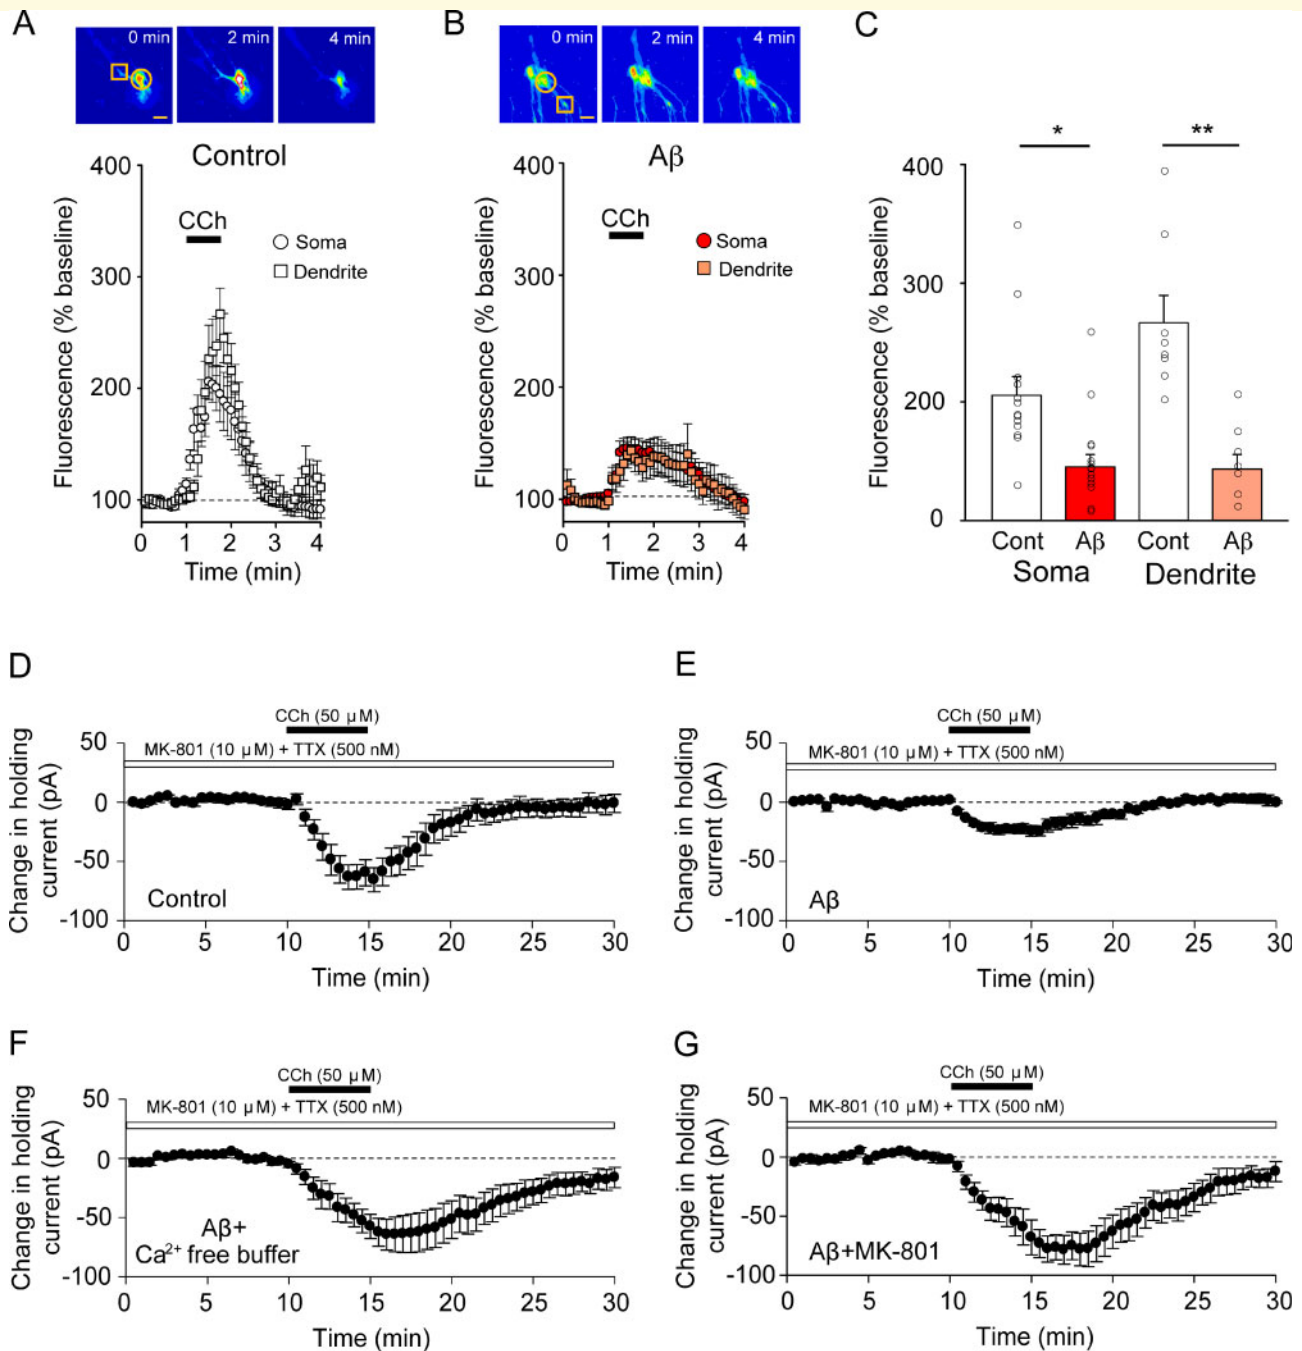 A
0 min
2 min
4 min
Control
400
300
200
100
Fluorescence (% baseline)
CCh
Soma
Dendrite
0 1 2 3 4
Time (min)
B
0 min
2 min
4 min
Aβ
400
300
200
100
Fluorescence (% baseline)
CCh
Soma
Dendrite
0 1 2 3 4
Time (min)
C
* **
400
300
200
0
Fluorescence (% baseline)
Cont Aβ Cont Aβ
Soma Dendrite
D
CCh (50 µM)
MK-801 (10 µM) + TTX (500 nM)
50
0
-50
-100
Change in holding
current (pA)
Control
0 5 10 15 20 25 30
Time (min)
E
CCh (50 µM)
MK-801 (10 µM) + TTX (500 nM)
50
0
-50
-100
Change in holding
current (pA)
Aβ
0 5 10 15 20 25 30
Time (min)
F
CCh (50 µM)
MK-801 (10 µM) + TTX (500 nM)
50
0
-50
-100
Change in holding
current (pA)
Aβ+
Ca²⁺ free buffer
0 5 10 15 20 25 30
Time (min)
G
CCh (50 µM)
MK-801 (10 µM) + TTX (500 nM)
50
0
-50
-100
Change in holding
current (pA)
Aβ+MK-801
0 5 10 15 20 25 30
Time (min)